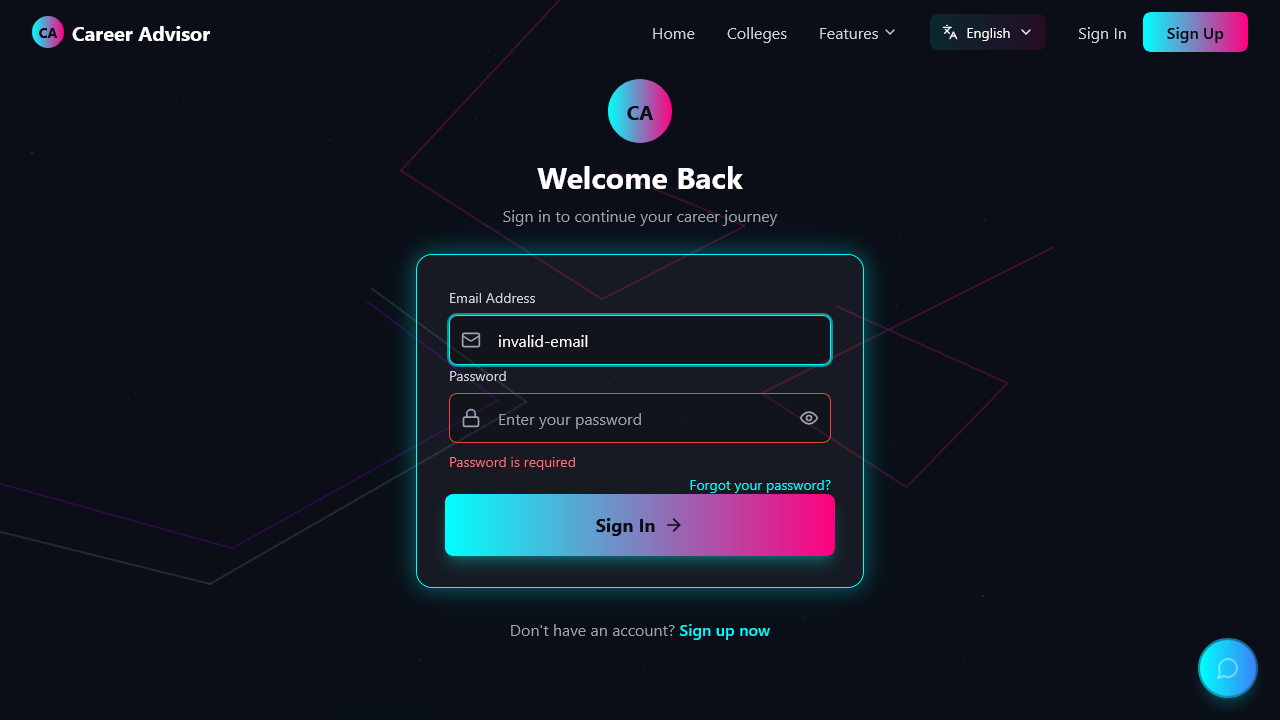 CA Career Advisor Home Colleges Features English Sign In Sign Up
CA
Welcome Back
Sign in to continue your career journey
Email Address
invalid-email
Password
Enter your password
Password is required
Forgot your password?
Sign In
Don't have an account? Sign up now